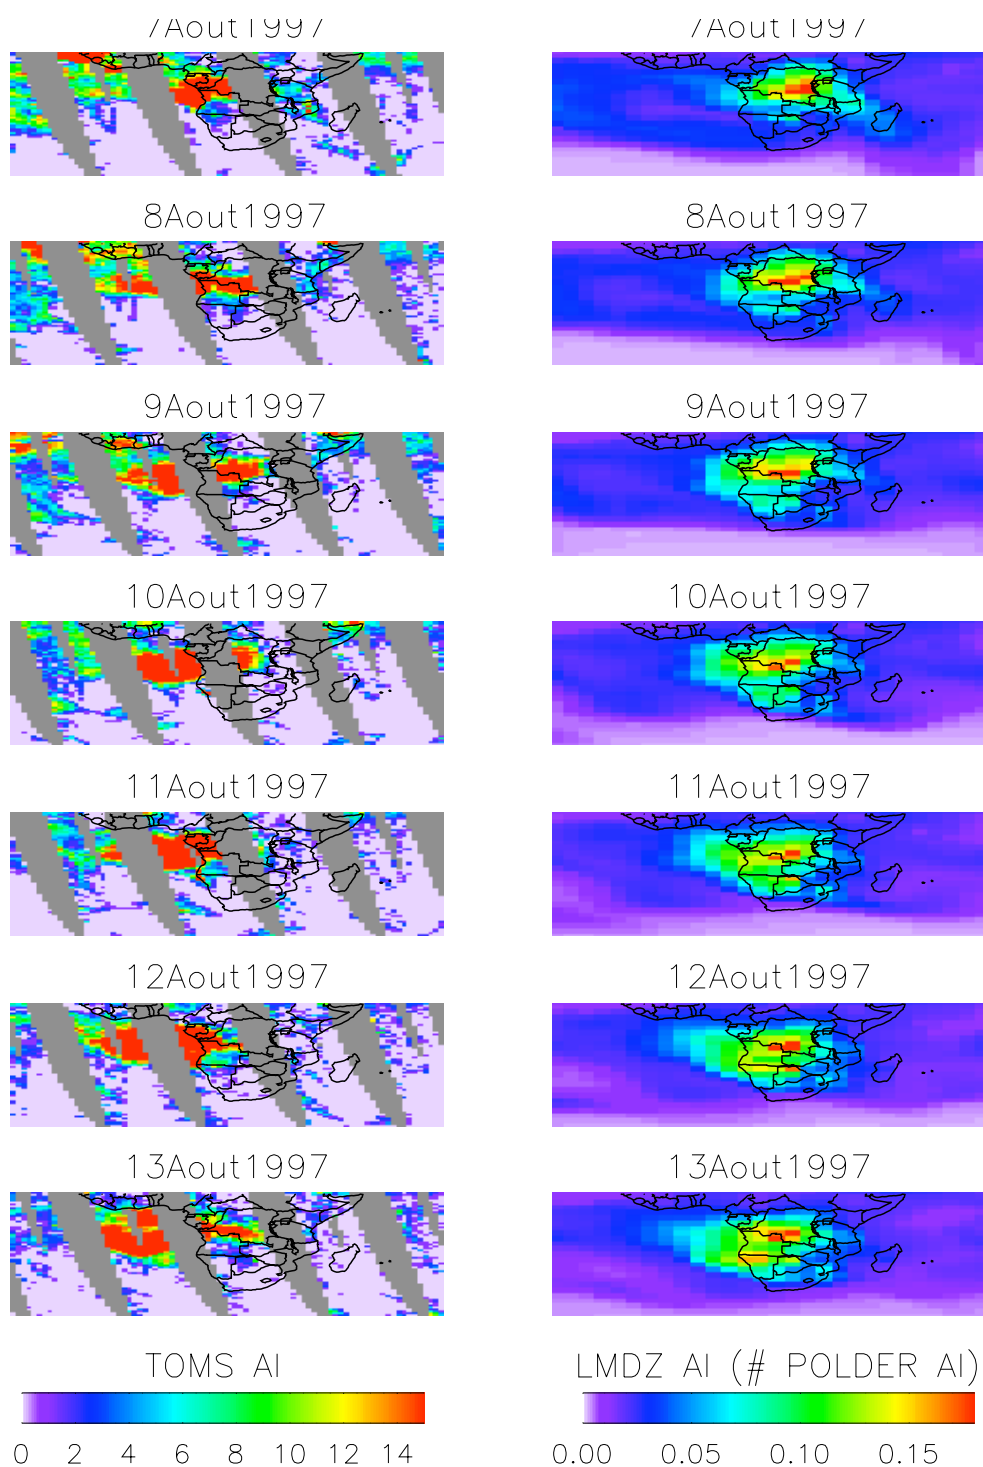 7Aout1997 7Aout1997
8Aout1997 8Aout1997
9Aout1997 9Aout1997
10Aout1997 10Aout1997
11Aout1997 11Aout1997
12Aout1997 12Aout1997
13Aout1997 13Aout1997
TOMS AI LMDZ AI (# POLDER AI)
0 2 4 6 8 10 12 14 0.00 0.05 0.10 0.15